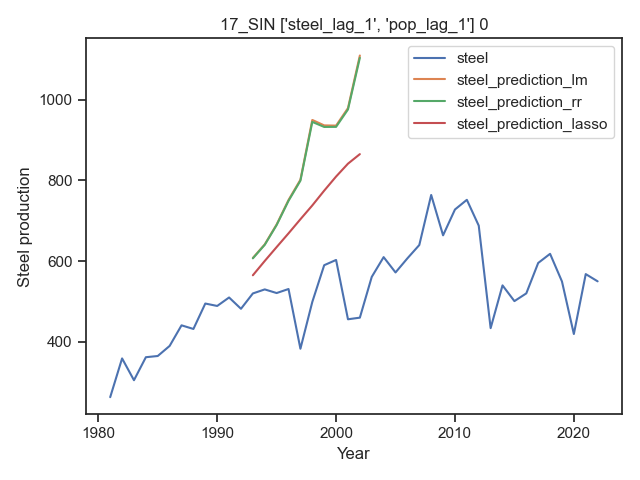 17_SIN ['steel_lag_1', 'pop_lag_1'] 0
steel
steel_prediction_lm
steel_prediction_rr
steel_prediction_lasso
Steel production
1000
800
600
400
1980
1990
2000
2010
2020
Year